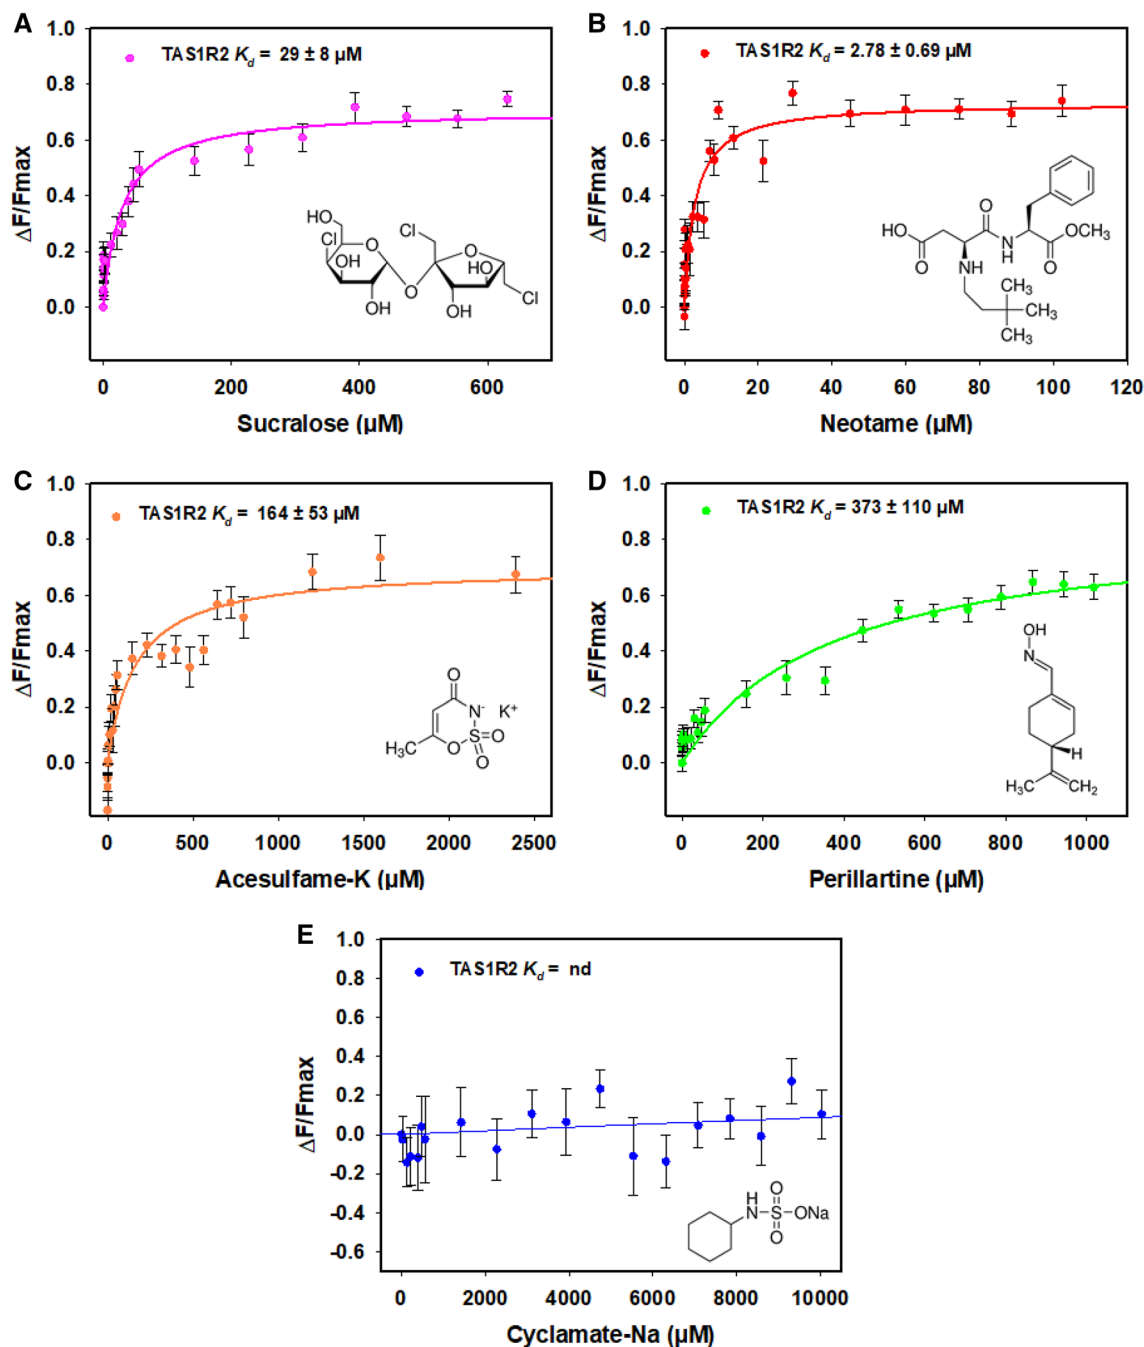 A
TAS1R2 Kd = 29 ± 8 µM
1.0
0.8
0.6
0.4
0.2
0.0
ΔF/Fmax
HO
Cl
OH
O
O
OH
Cl
O
HO
OH
Cl
0 200 400 600
Sucralose (µM)
B
TAS1R2 Kd = 2.78 ± 0.69 µM
1.0
0.8
0.6
0.4
0.2
0.0
ΔF/Fmax
HO
O
O
N
H
OCH3
O
NH
CH3
CH3
CH3
0 20 40 60 80 100 120
Neotame (µM)
C
TAS1R2 Kd = 164 ± 53 µM
1.0
0.8
0.6
0.4
0.2
0.0
ΔF/Fmax
O
N- K+
H3C O S O
O
0 500 1000 1500 2000 2500
Acesulfame-K (µM)
D
TAS1R2 Kd = 373 ± 110 µM
1.0
0.8
0.6
0.4
0.2
0.0
ΔF/Fmax
OH
N
H
H3C CH2
0 200 400 600 800 1000
Perillartine (µM)
E
TAS1R2 Kd = nd
1.0
0.8
0.6
0.4
0.2
0.0
-0.2
-0.4
-0.6
ΔF/Fmax
H O
N S ONa
O
0 2000 4000 6000 8000 10000
Cyclamate-Na (µM)